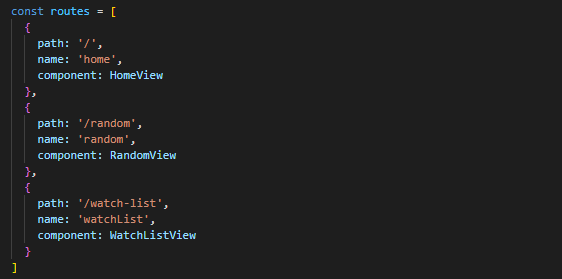 const routes = [
  {
    path: '/',
    name: 'home',
    component: HomeView
  },
  {
    path: '/random',
    name: 'random',
    component: RandomView
  },
  {
    path: '/watch-list',
    name: 'watchList',
    component: WatchListView
  }
]